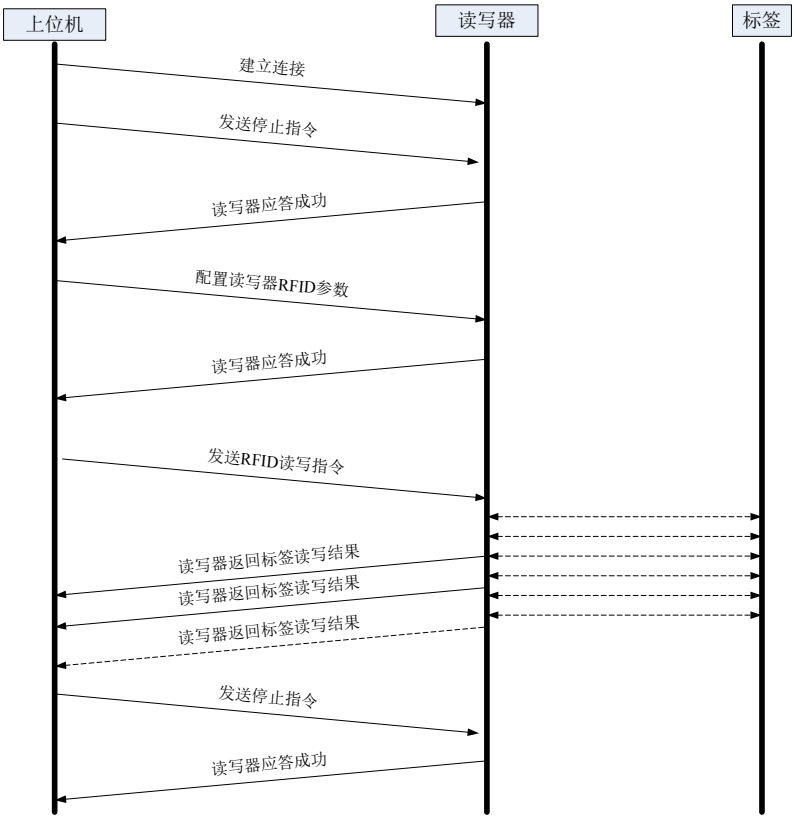 上位机
读写器
标签
建立连接
发送停止指令
读写器应答成功
配置读写器RFID参数
读写器应答成功
发送RFID读写指令
读写器返回标签读写结果
读写器返回标签读写结果
读写器返回标签读写结果
发送停止指令
读写器应答成功